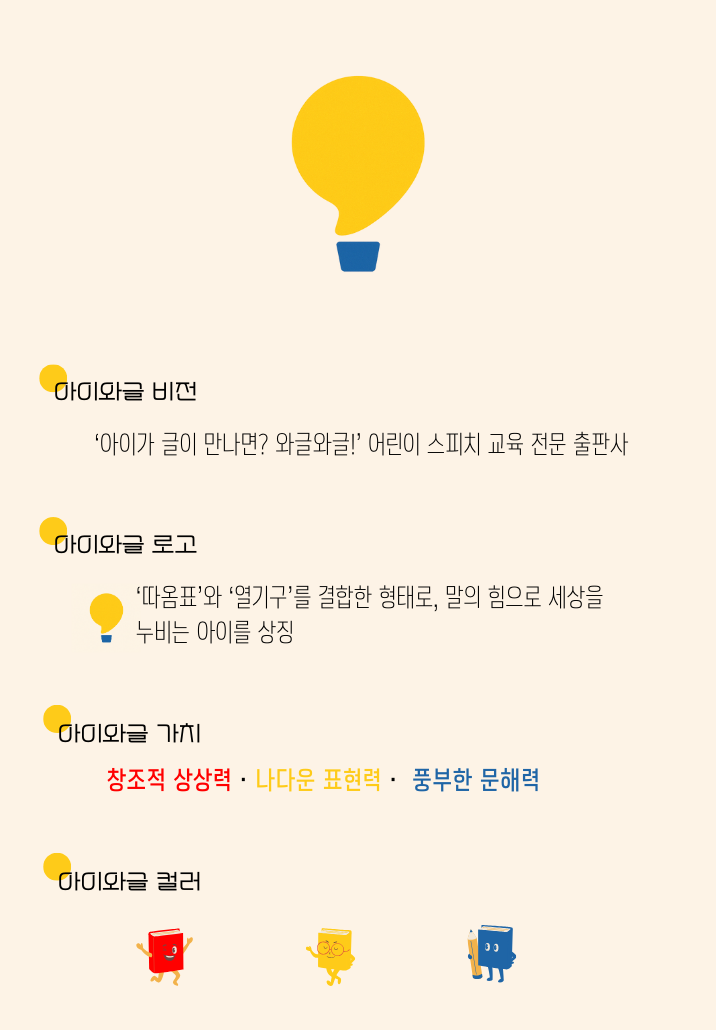 아이와글 비전
‘아이가 글이 만나면? 와글와글!’ 어린이 스피치 교육 전문 출판사
아이와글 로고
‘따옴표’와 ‘열기구’를 결합한 형태로, 말의 힘으로 세상을
누비는 아이를 상징
아이와글 가치
창조적 상상력 · 나다운 표현력 · 풍부한 문해력
아이와글 컬러